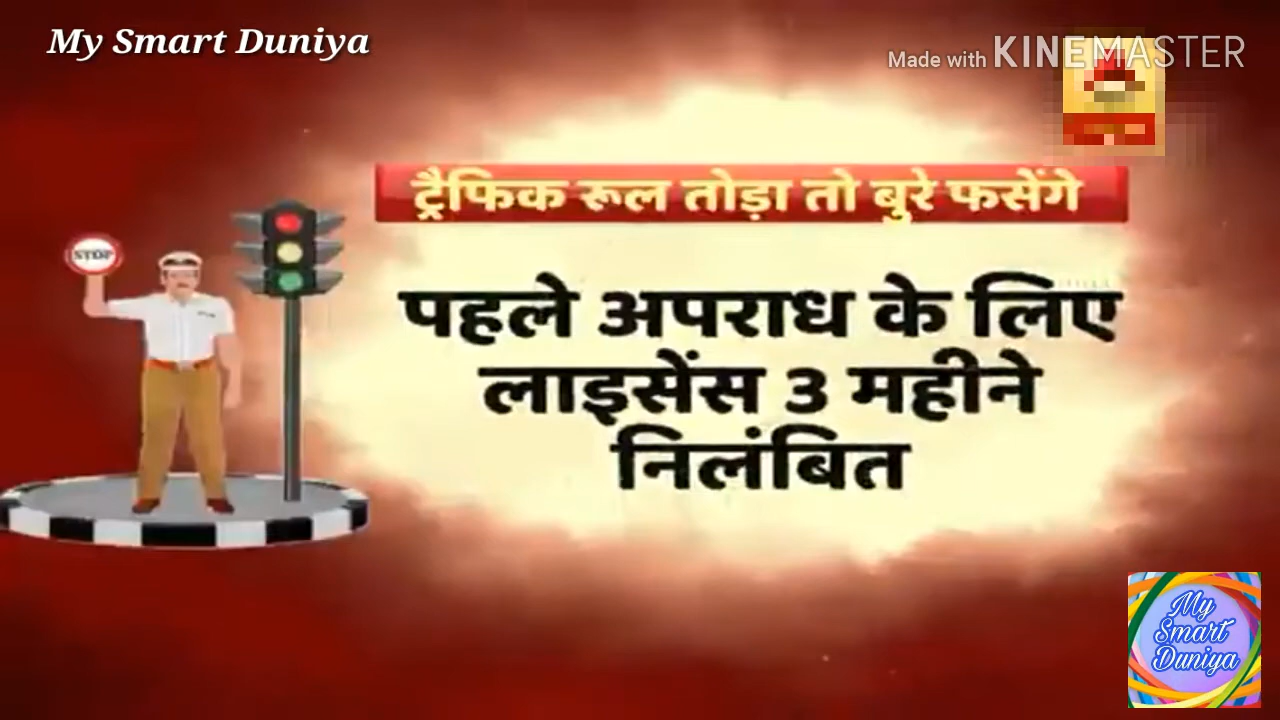 My Smart Duniya
Made with KINEMASTER
ट्रैफिक रूल तोड़ा तो बुरे फसेंगे
STOP
पहले अपराध के लिए
लाइसेंस 3 महीने
निलंबित
My
Smart
Duniya